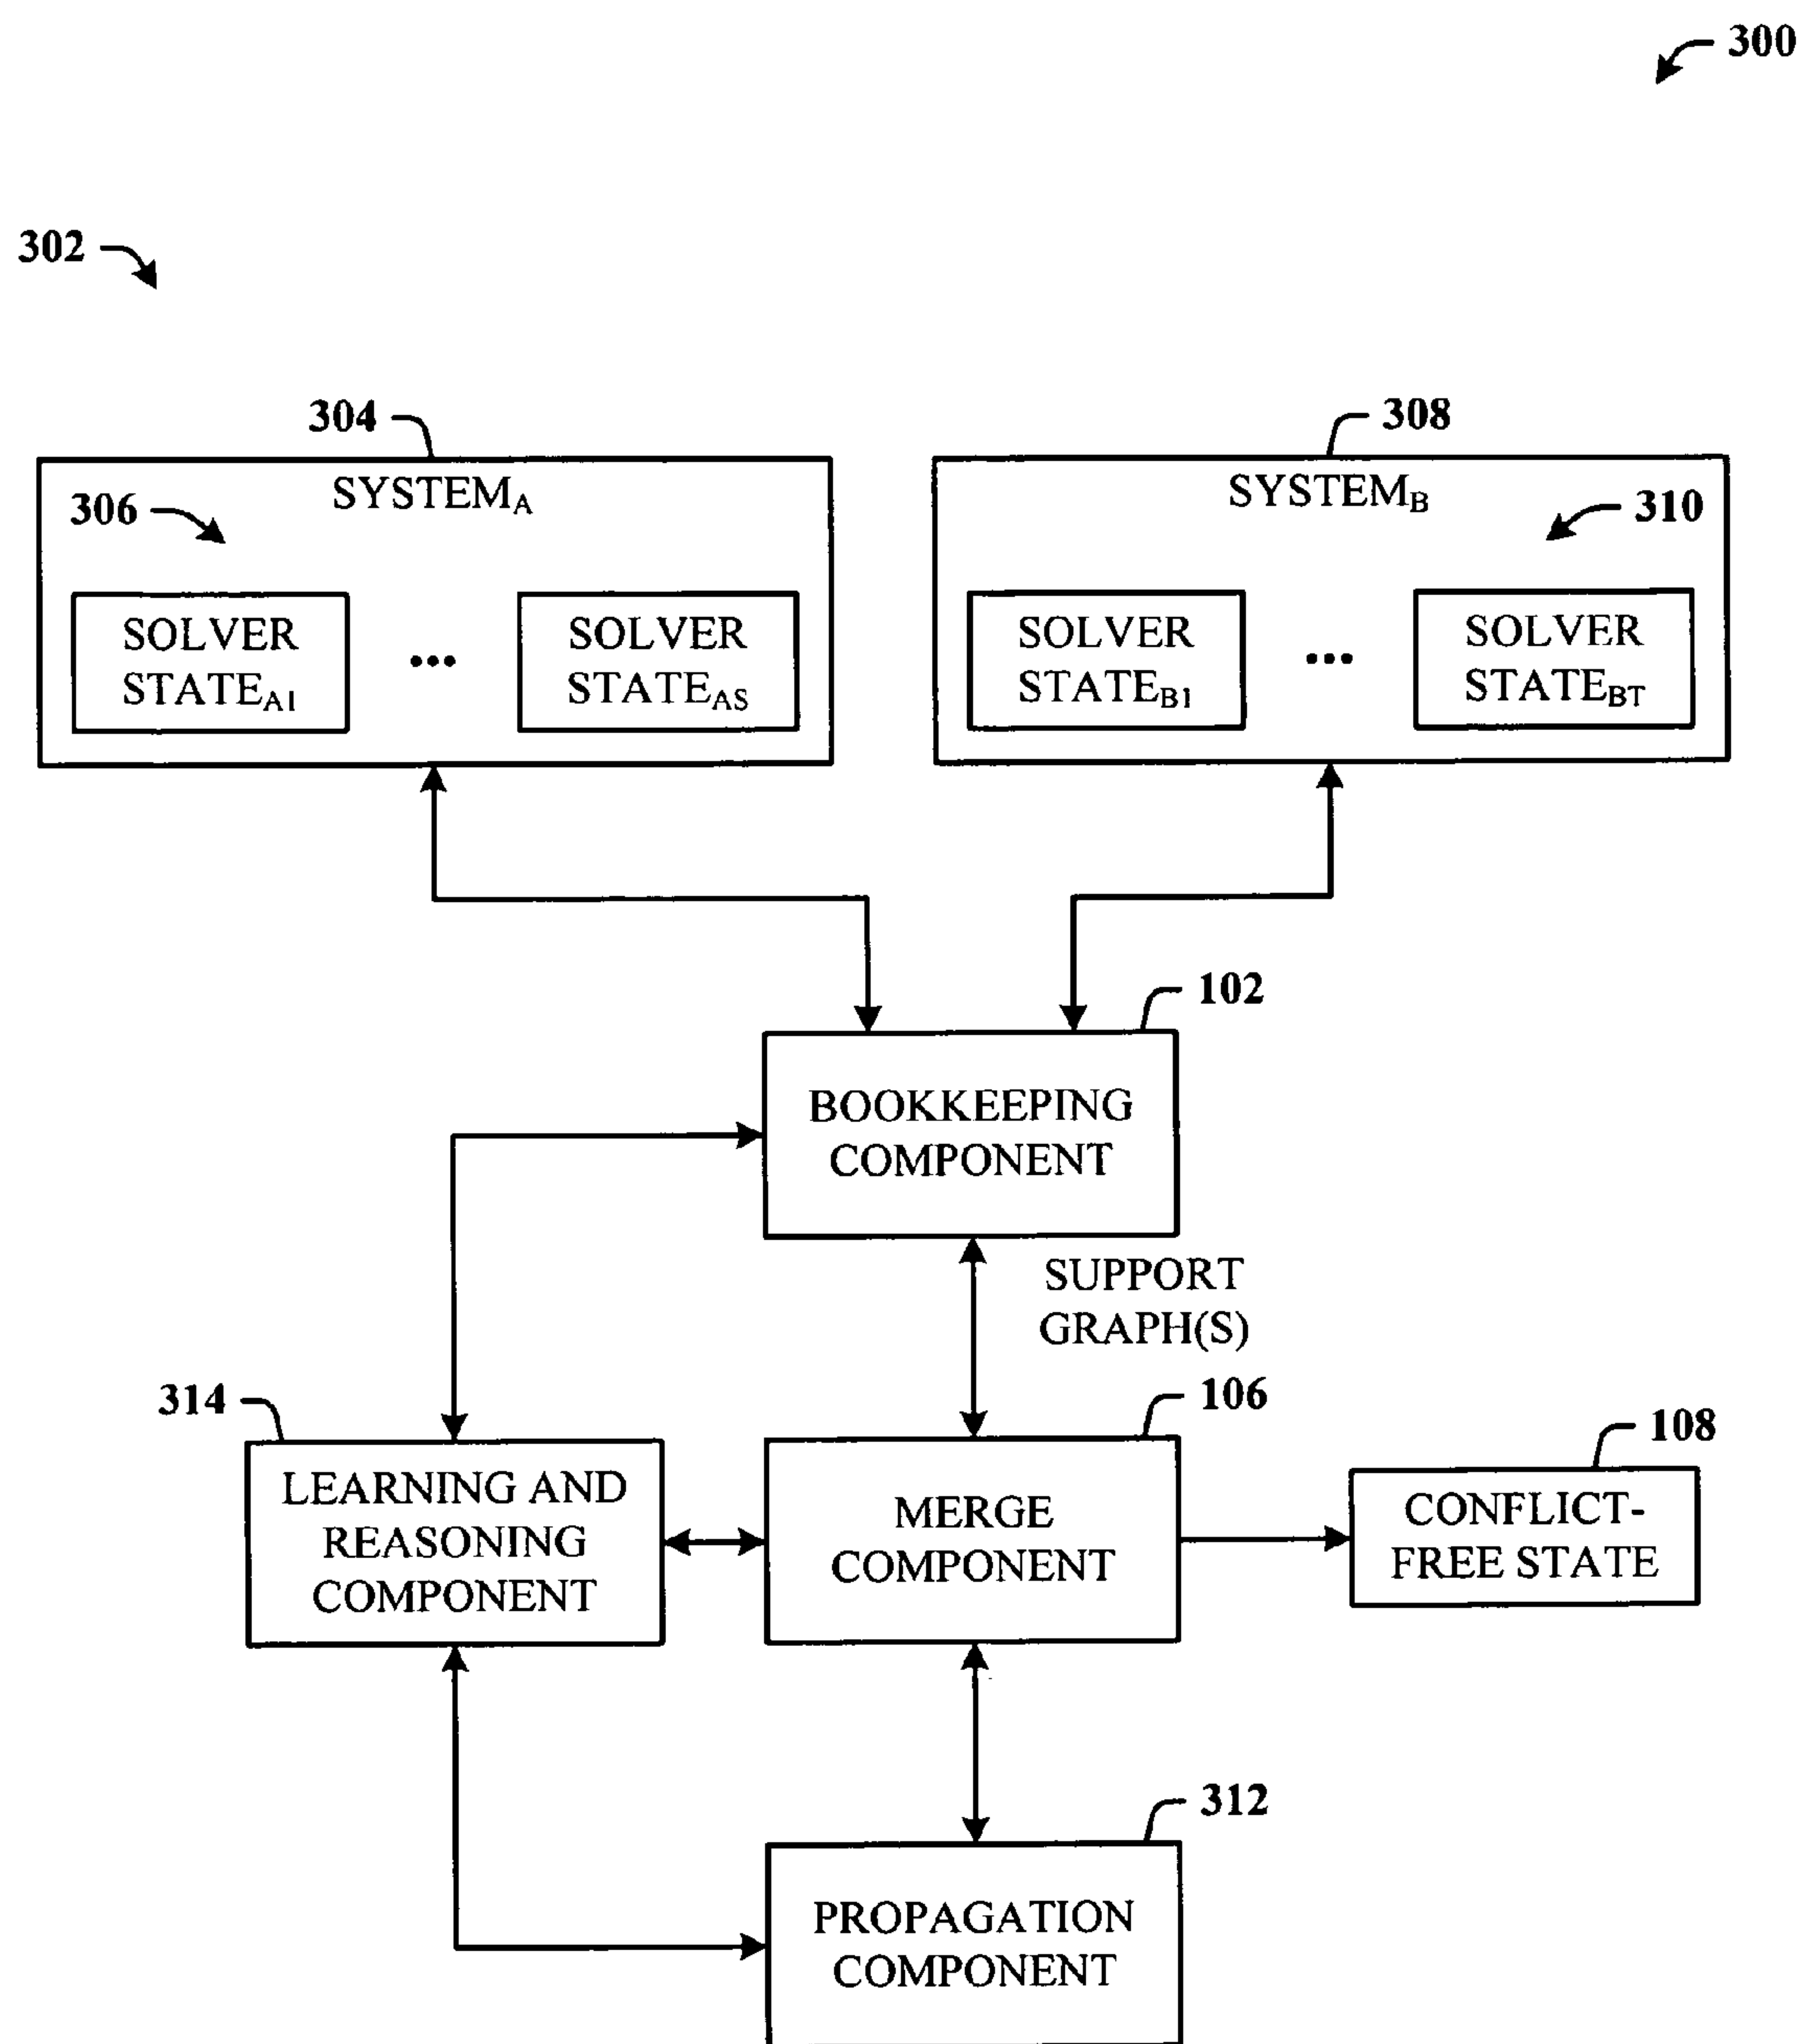 300
302
304
308
SYSTEMA
SYSTEMB
306
310
SOLVER
STATEA1
...
SOLVER
STATEAS
SOLVER
STATEB1
...
SOLVER
STATEBT
102
BOOKKEEPING
COMPONENT
SUPPORT
GRAPH(S)
314
106
108
LEARNING AND
REASONING
COMPONENT
MERGE
COMPONENT
CONFLICT-
FREE STATE
312
PROPAGATION
COMPONENT